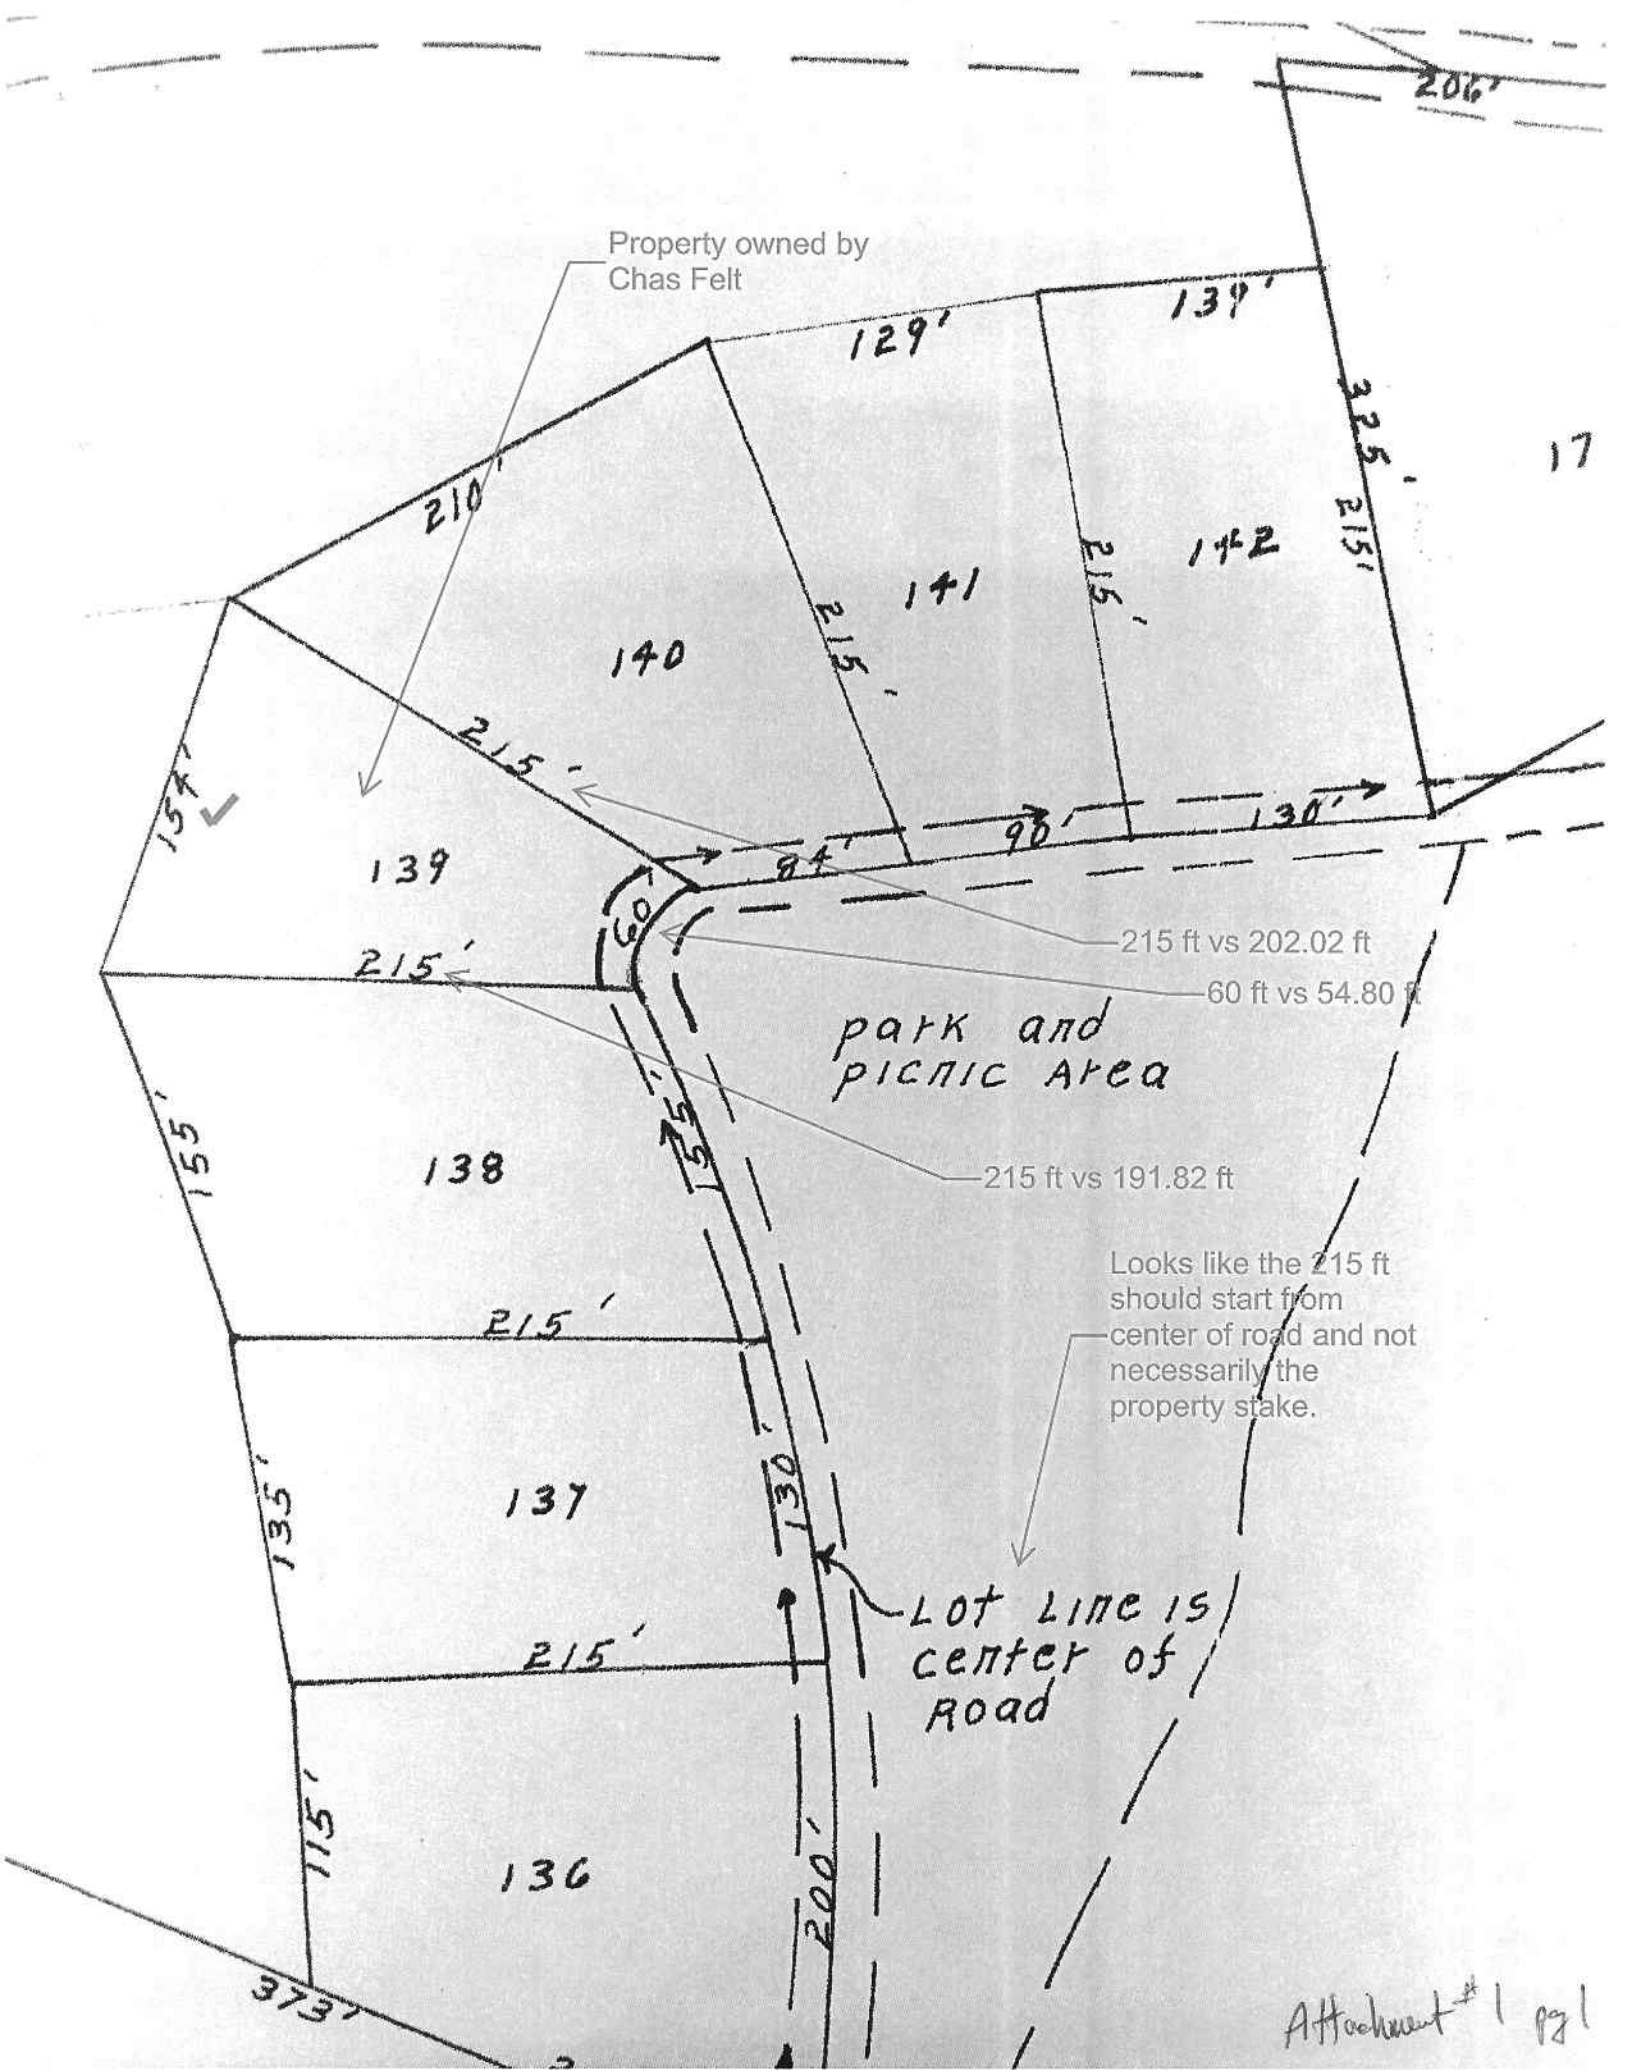 206'
Property owned by
Chas Felt
139'
129'
325'
17
210'
215'
142
215'
141
215'
140
215'
154'
130'
90'
84'
139
60'
215'
215 ft vs 202.02 ft
60 ft vs 54.80 ft
park and
picnic Area
155'
155'
138
215 ft vs 191.82 ft
Looks like the 215 ft
should start from
center of road and not
necessarily the
property stake.
215'
130'
135'
137
Lot Line is
center of
Road
215'
115'
136
200'
373'
Attachment #1 pg 1